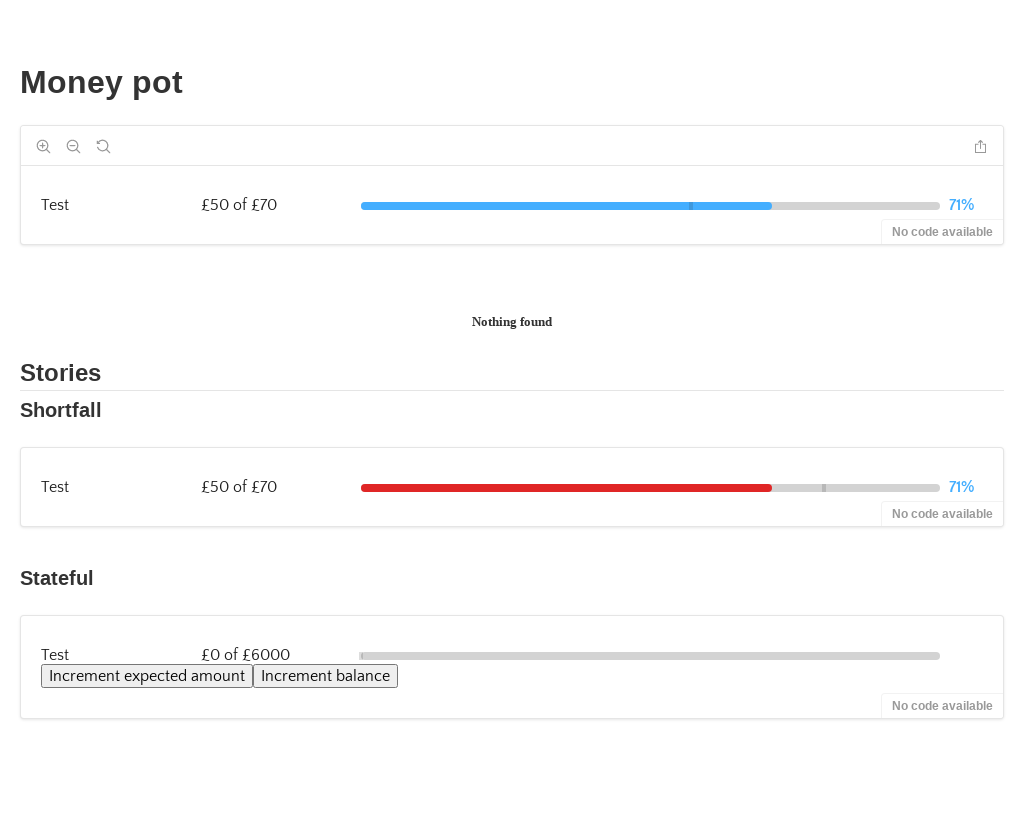 Money pot
Test £50 of £70 71%
No code available
Nothing found
Stories
Shortfall
Test £50 of £70 71%
No code available
Stateful
Test £0 of £6000
Increment expected amount Increment balance
No code available